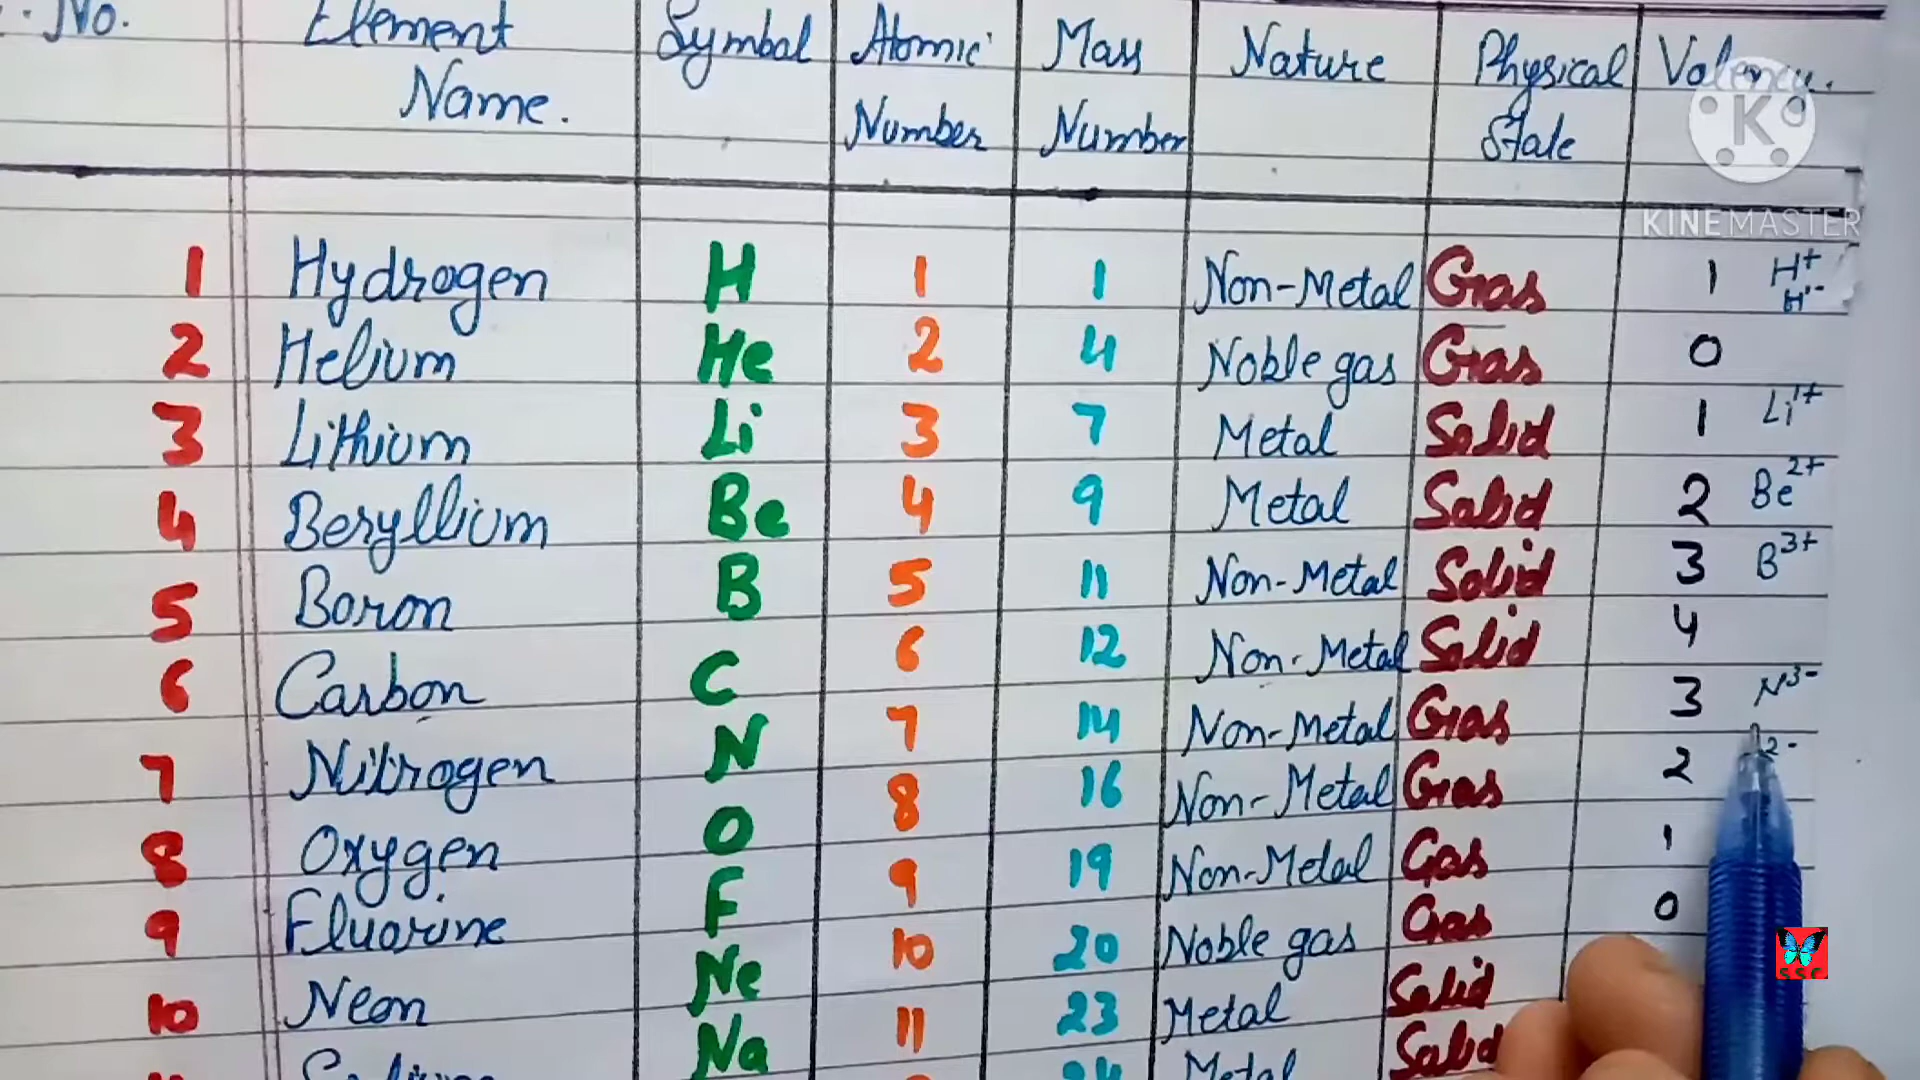 No. Element Symbal Atomic Mass Nature Physical Valency.
Name. Number Number State
KINEMASTER
1 Hydrogen H 1 1 Non-Metal Gas 1 H+ H1-
2 Helium He 2 4 Noble gas Gas 0
3 Lithium Li 3 7 Metal Solid 1 Li1+
4 Beryllium Be 4 9 Metal Solid 2 Be2+
5 Boron B 5 11 Non-Metal Solid 3 B3+
6 Carbon C 6 12 Non-Metal Solid 4
7 Nitrogen N 7 14 Non-Metal Gas 3 N3-
8 Oxygen O 8 16 Non-Metal Gas 2 2-
9 Fluorine F 9 19 Non-Metal Gas 1
10 Neon Ne 10 20 Noble gas Gas 0
Na 11 23 Metal Solid
24 Metal Solid
K
SSC